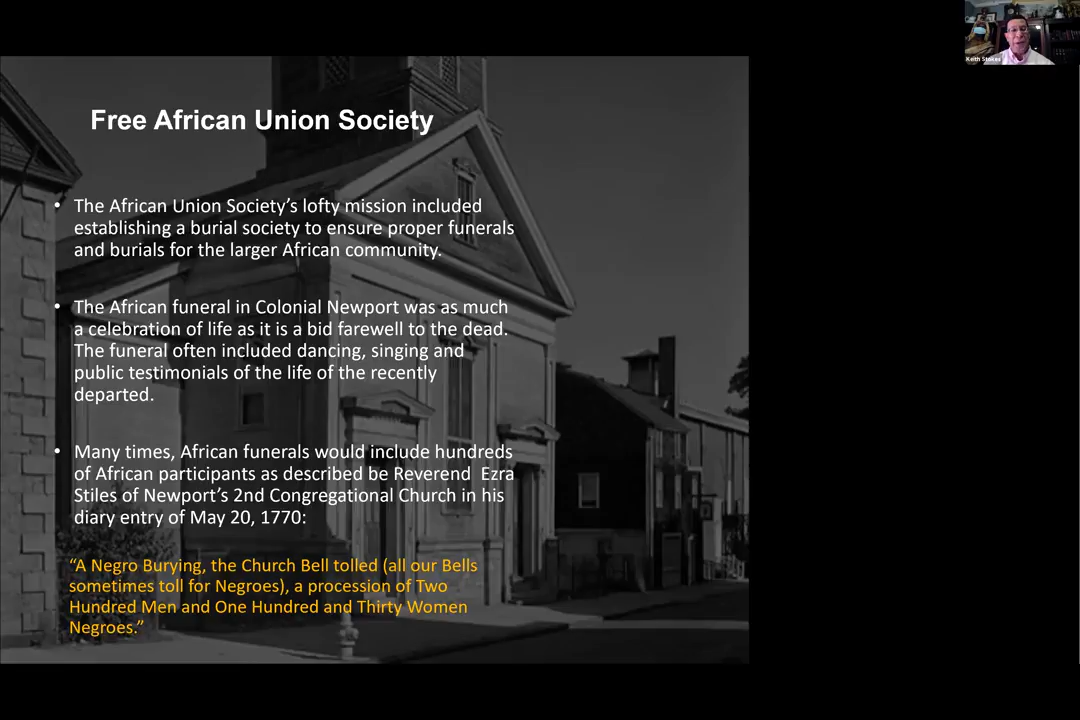 Keith Stokes
Free African Union Society
• The African Union Society’s lofty mission included
establishing a burial society to ensure proper funerals
and burials for the larger African community.
• The African funeral in Colonial Newport was as much
a celebration of life as it is a bid farewell to the dead.
The funeral often included dancing, singing and
public testimonials of the life of the recently
departed.
• Many times, African funerals would include hundreds
of African participants as described be Reverend  Ezra
Stiles of Newport’s 2nd Congregational Church in his
diary entry of May 20, 1770:
“A Negro Burying, the Church Bell tolled (all our Bells
sometimes toll for Negroes), a procession of Two
Hundred Men and One Hundred and Thirty Women
Negroes.”